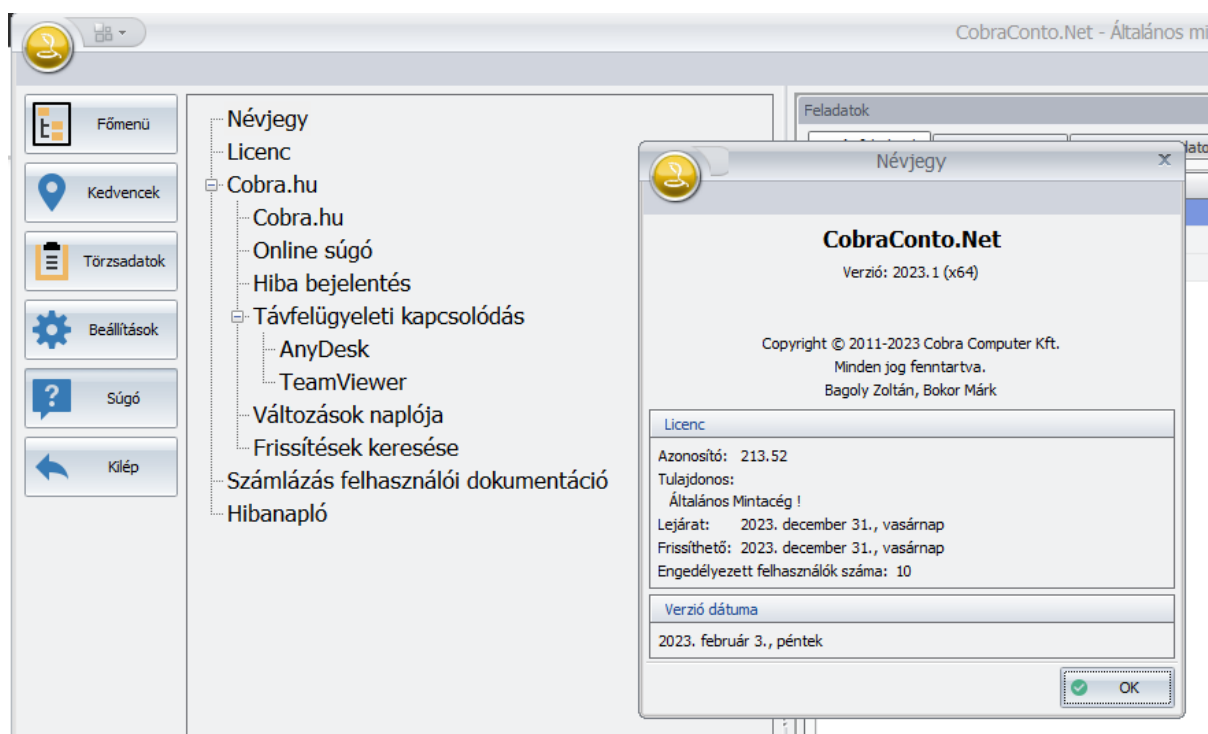 CobraConto.Net - Általános mi
Főmenü
Kedvencek
Törzsadatok
Beállítások
Súgó
Kilép
Névjegy
Licenc
Cobra.hu
Cobra.hu
Online súgó
Hiba bejelentés
Távfelügyeleti kapcsolódás
AnyDesk
TeamViewer
Változások naplója
Frissítések keresése
Számlázás felhasználói dokumentáció
Hibanapló
Feladatok
Névjegy
CobraConto.Net
Verzió: 2023.1 (x64)
Copyright © 2011-2023 Cobra Computer Kft.
Minden jog fenntartva.
Bagoly Zoltán, Bokor Márk
Licenc
Azonosító: 213.52
Tulajdonos:
Általános Mintacég !
Lejárat: 2023. december 31., vasárnap
Frissíthető: 2023. december 31., vasárnap
Engedélyezett felhasználók száma: 10
Verzió dátuma
2023. február 3., péntek
OK